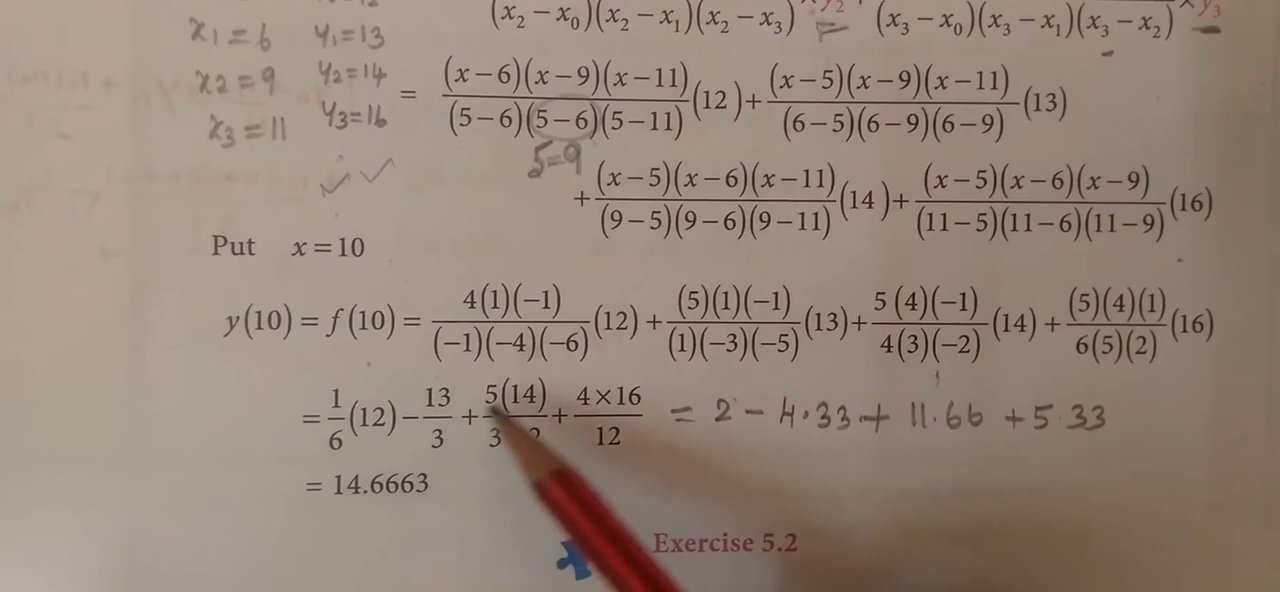 (x₂ − x₀)(x₂ − x₁)(x₂ − x₃) × y₂ (x₃ − x₀)(x₃ − x₁)(x₃ − x₂) × y₃
x₁ = 6 y₁ = 13
x₂ = 9 y₂ = 14
x₃ = 11 y₃ = 16
= (x − 6)(x − 9)(x − 11) / (5 − 6)(5 − 6)(5 − 11) (12) + (x − 5)(x − 9)(x − 11) / (6 − 5)(6 − 9)(6 − 9) (13)
5 − 9
+ (x − 5)(x − 6)(x − 11) / (9 − 5)(9 − 6)(9 − 11) (14) + (x − 5)(x − 6)(x − 9) / (11 − 5)(11 − 6)(11 − 9) (16)
Put x = 10
y(10) = f(10) = 4(1)(−1) / (−1)(−4)(−6) (12) + (5)(1)(−1) / (1)(−3)(−5) (13) + 5 (4)(−1) / 4(3)(−2) (14) + (5)(4)(1) / 6(5)(2) (16)
= 1/6 (12) − 13/3 + 5(14) / 3 2 + 4 × 16 / 12 = 2 − 4.33 + 11.66 + 5.33
= 14.6663
Exercise 5.2